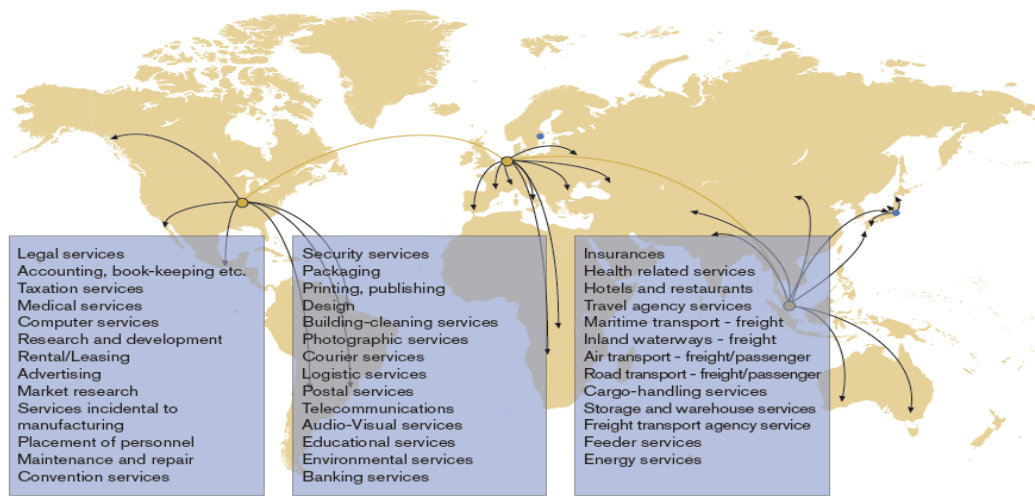 Legal services
Accounting, book-keeping etc.
Taxation services
Medical services
Computer services
Research and development
Rental/Leasing
Advertising
Market research
Services incidental to
manufacturing
Placement of personnel
Maintenance and repair
Convention services
Security services
Packaging
Printing, publishing
Design
Building-cleaning services
Photographic services
Courier services
Logistic services
Postal services
Telecommunications
Audio-Visual services
Educational services
Environmental services
Banking services
Insurances
Health related services
Hotels and restaurants
Travel agency services
Maritime transport - freight
Inland waterways - freight
Air transport - freight/passenger
Road transport - freight/passenger
Cargo-handling services
Storage and warehouse services
Freight transport agency service
Feeder services
Energy services